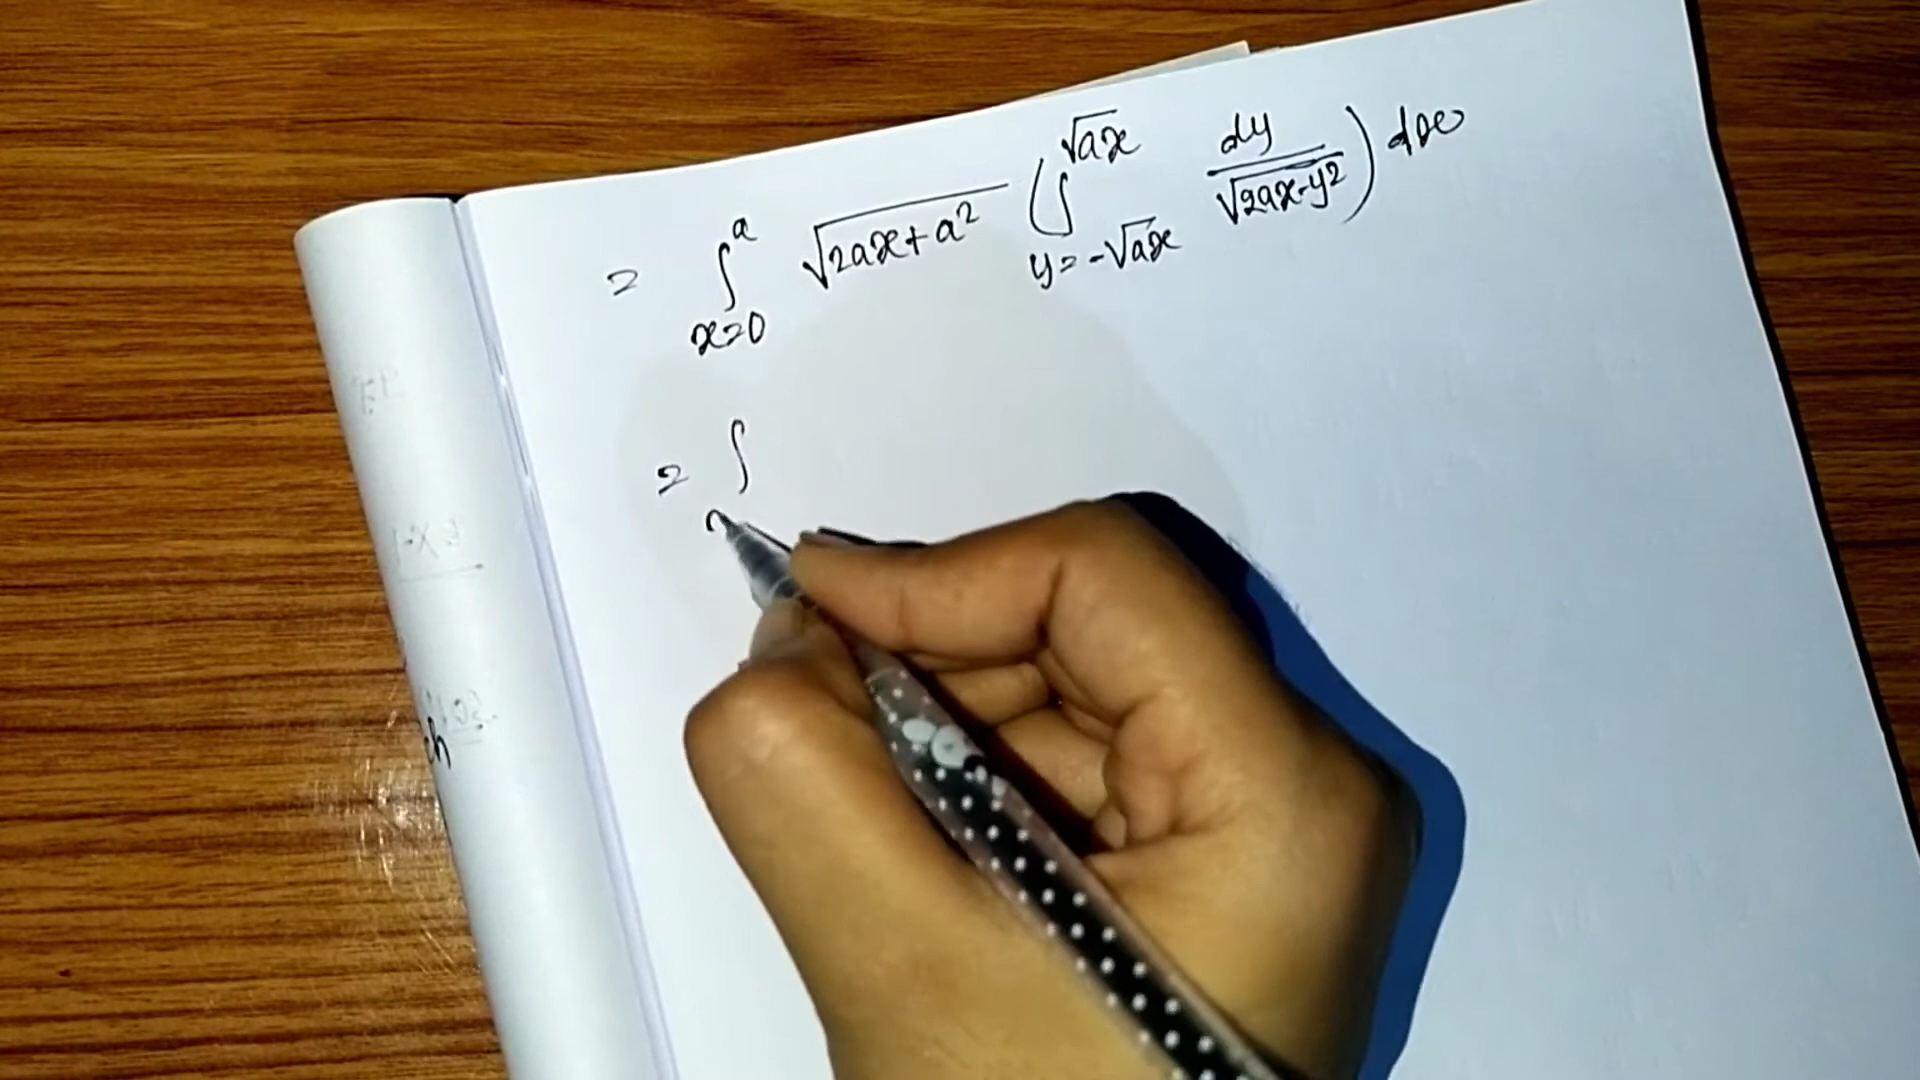 = ∫_{x=0}^{a} √(2ax+a²) ( ∫_{y=-√(ax)}^{√(ax)} dy/√(2ax-y²) ) dx
= ∫